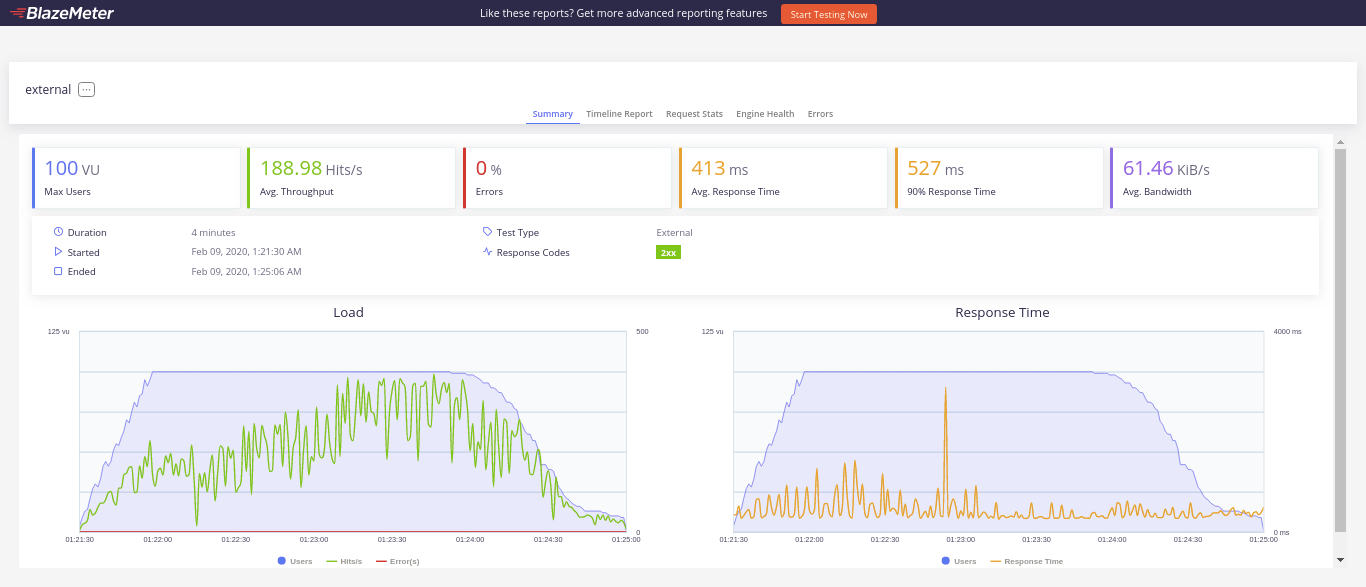 BlazeMeter
Like these reports? Get more advanced reporting features
Start Testing Now
external
Summary Timeline Report Request Stats Engine Health Errors
100 VU
Max Users
188.98 Hits/s
Avg. Throughput
0 %
Errors
413 ms
Avg. Response Time
527 ms
90% Response Time
61.46 KiB/s
Avg. Bandwidth
Duration 4 minutes
Started Feb 09, 2020, 1:21:30 AM
Ended Feb 09, 2020, 1:25:06 AM
Test Type External
Response Codes 2xx
Load
125 vu 500
0
01:21:30 01:22:00 01:22:30 01:23:00 01:23:30 01:24:00 01:24:30 01:25:00
Users Hits/s Error(s)
Response Time
125 vu 4000 ms
0 ms
01:21:30 01:22:00 01:22:30 01:23:00 01:23:30 01:24:00 01:24:30 01:25:00
Users Response Time